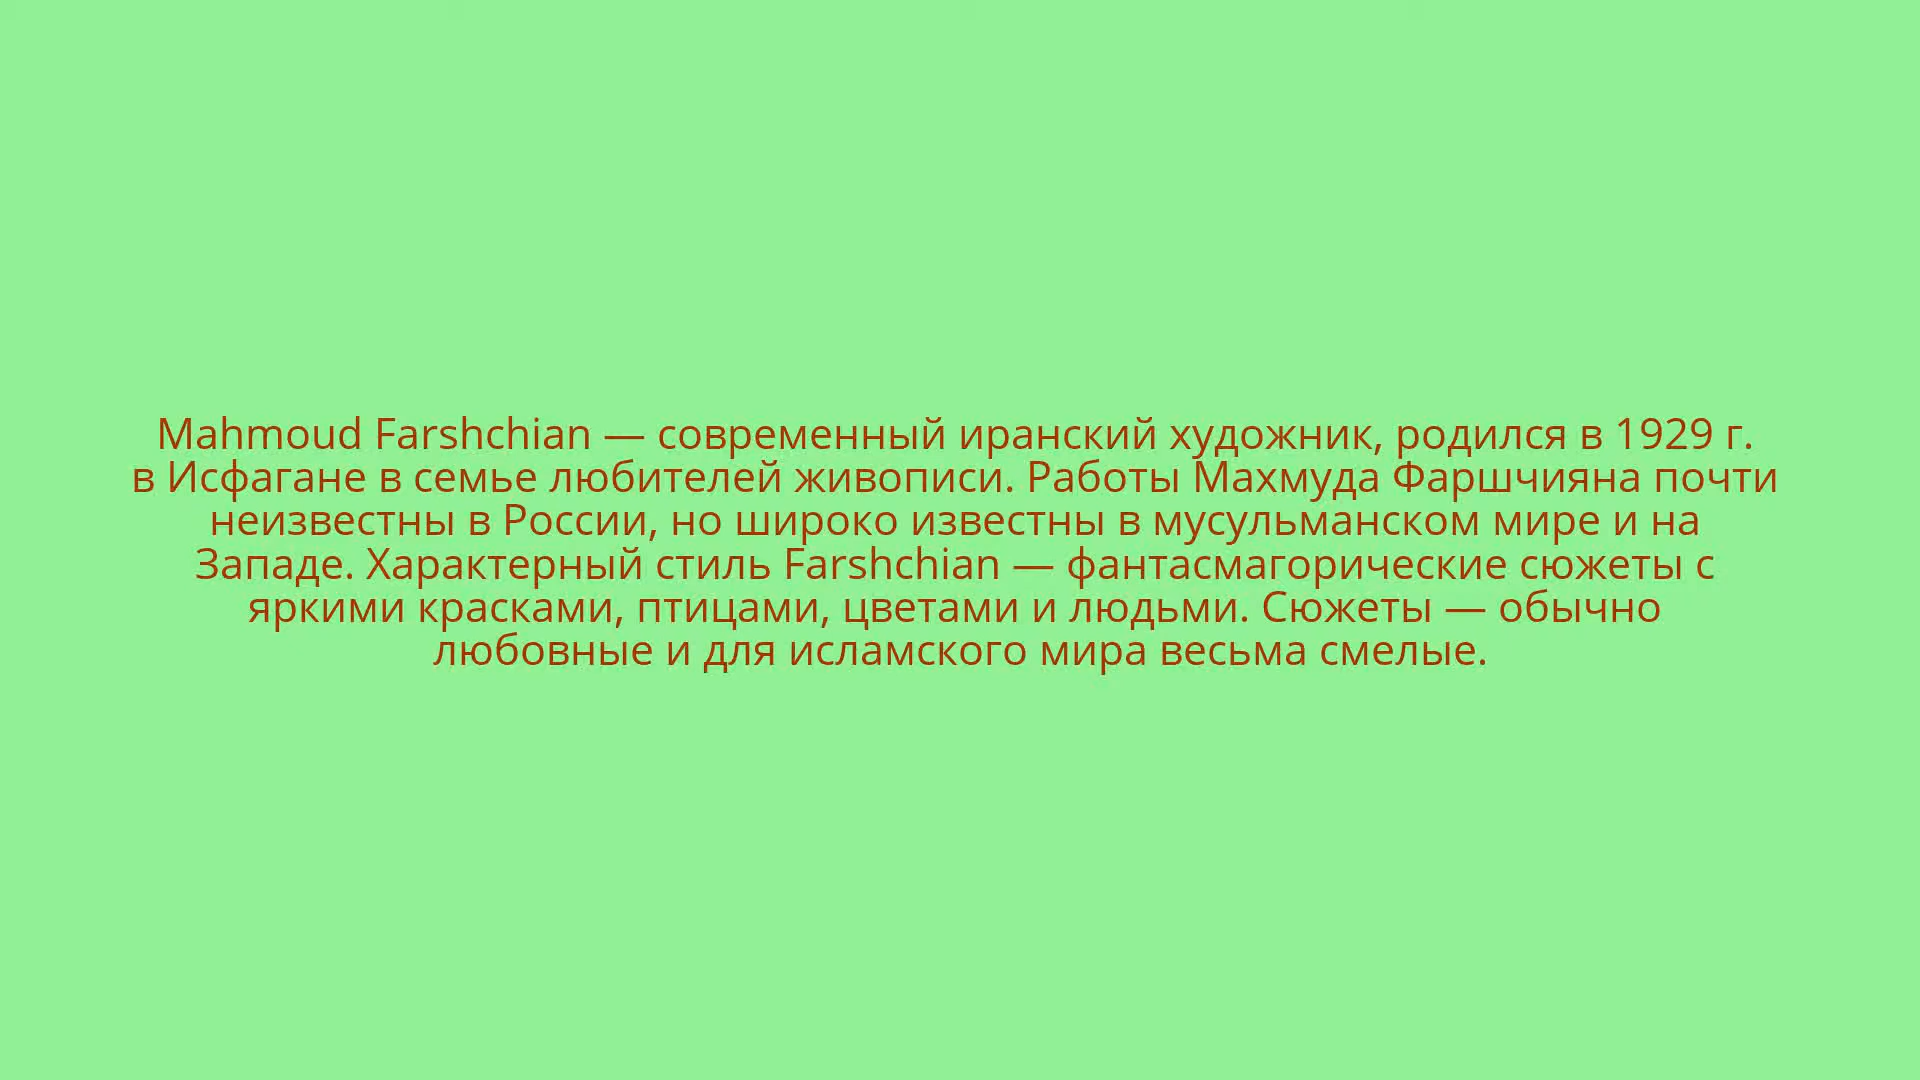 Mahmoud Farshchian — современный иранский художник, родился в 1929 г.
в Исфагане в семье любителей живописи. Работы Махмуда Фаршчияна почти
неизвестны в России, но широко известны в мусульманском мире и на
Западе. Характерный стиль Farshchian — фантасмагорические сюжеты с
яркими красками, птицами, цветами и людьми. Сюжеты — обычно
любовные и для исламского мира весьма смелые.